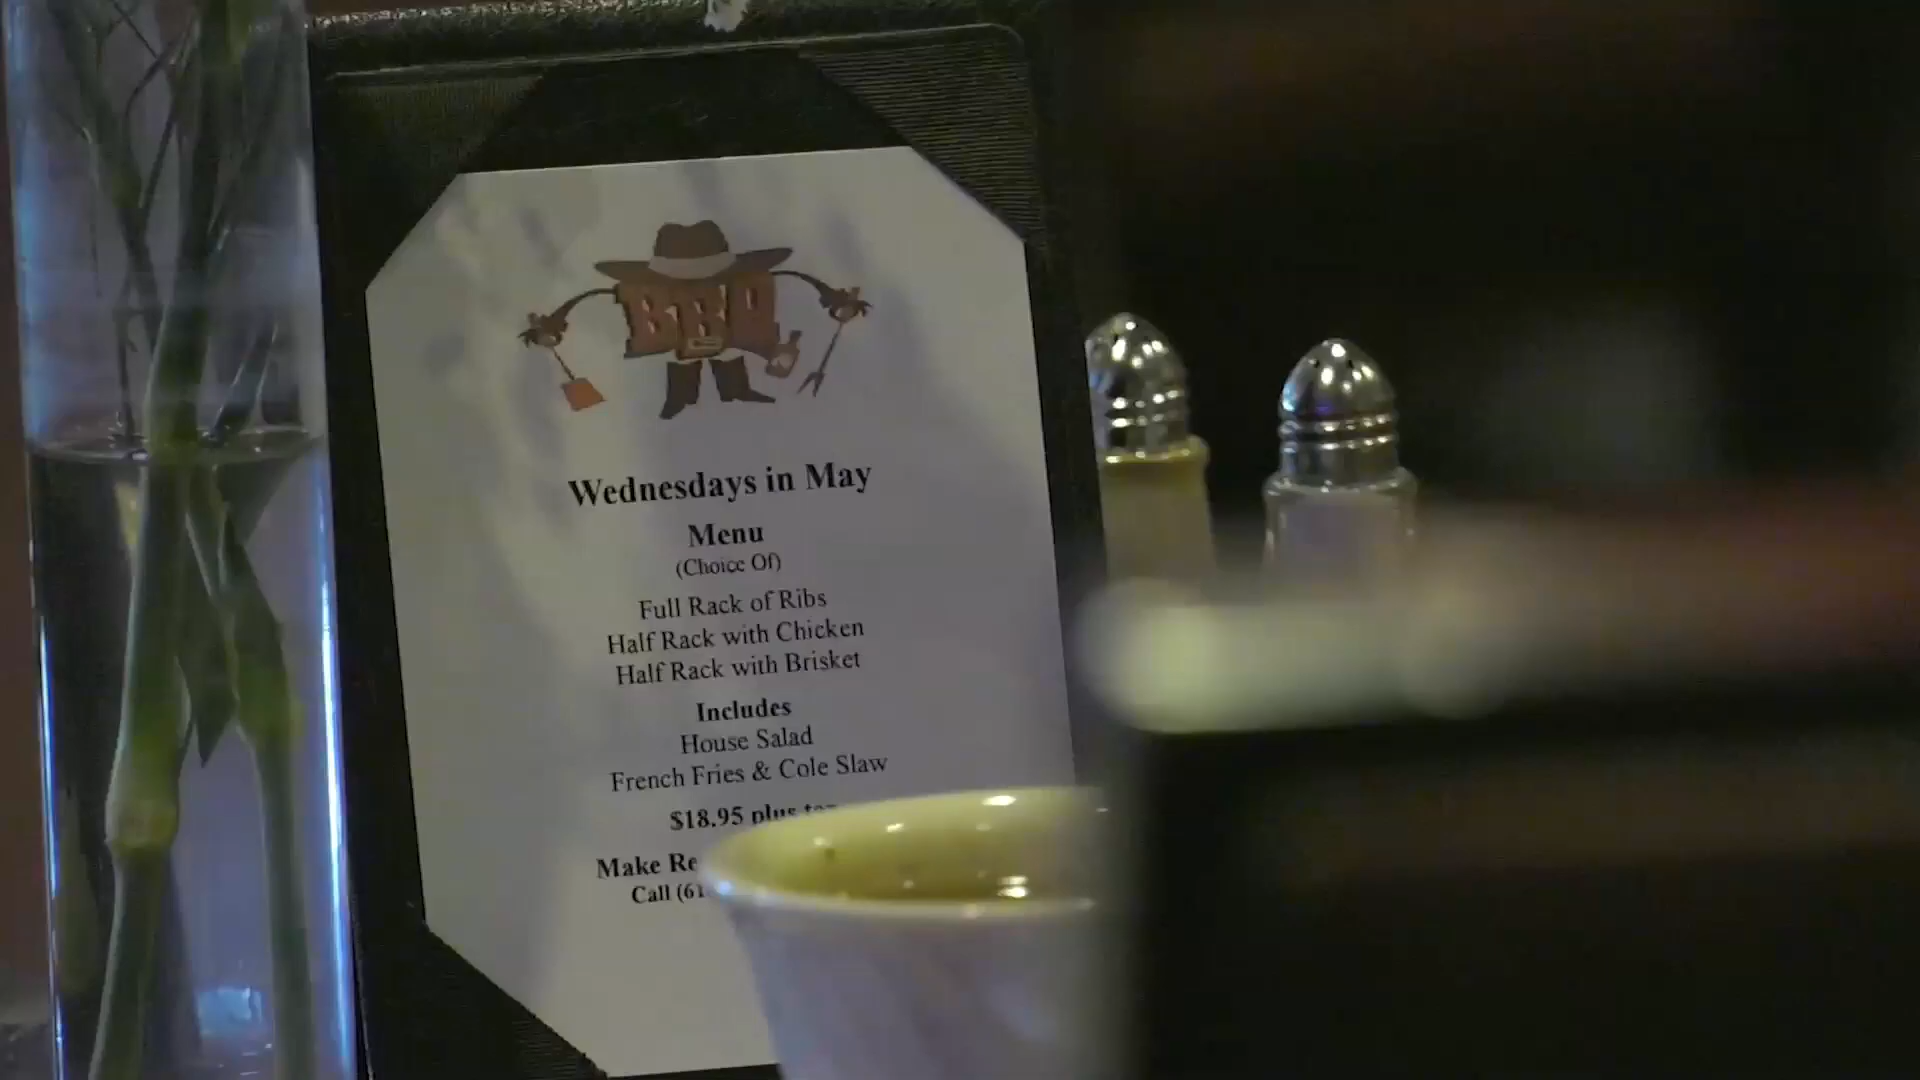 BBQ
Wednesdays in May
Menu
(Choice Of)
Full Rack of Ribs
Half Rack with Chicken
Half Rack with Brisket
Includes
House Salad
French Fries & Cole Slaw
$18.95 plus
Make
Call